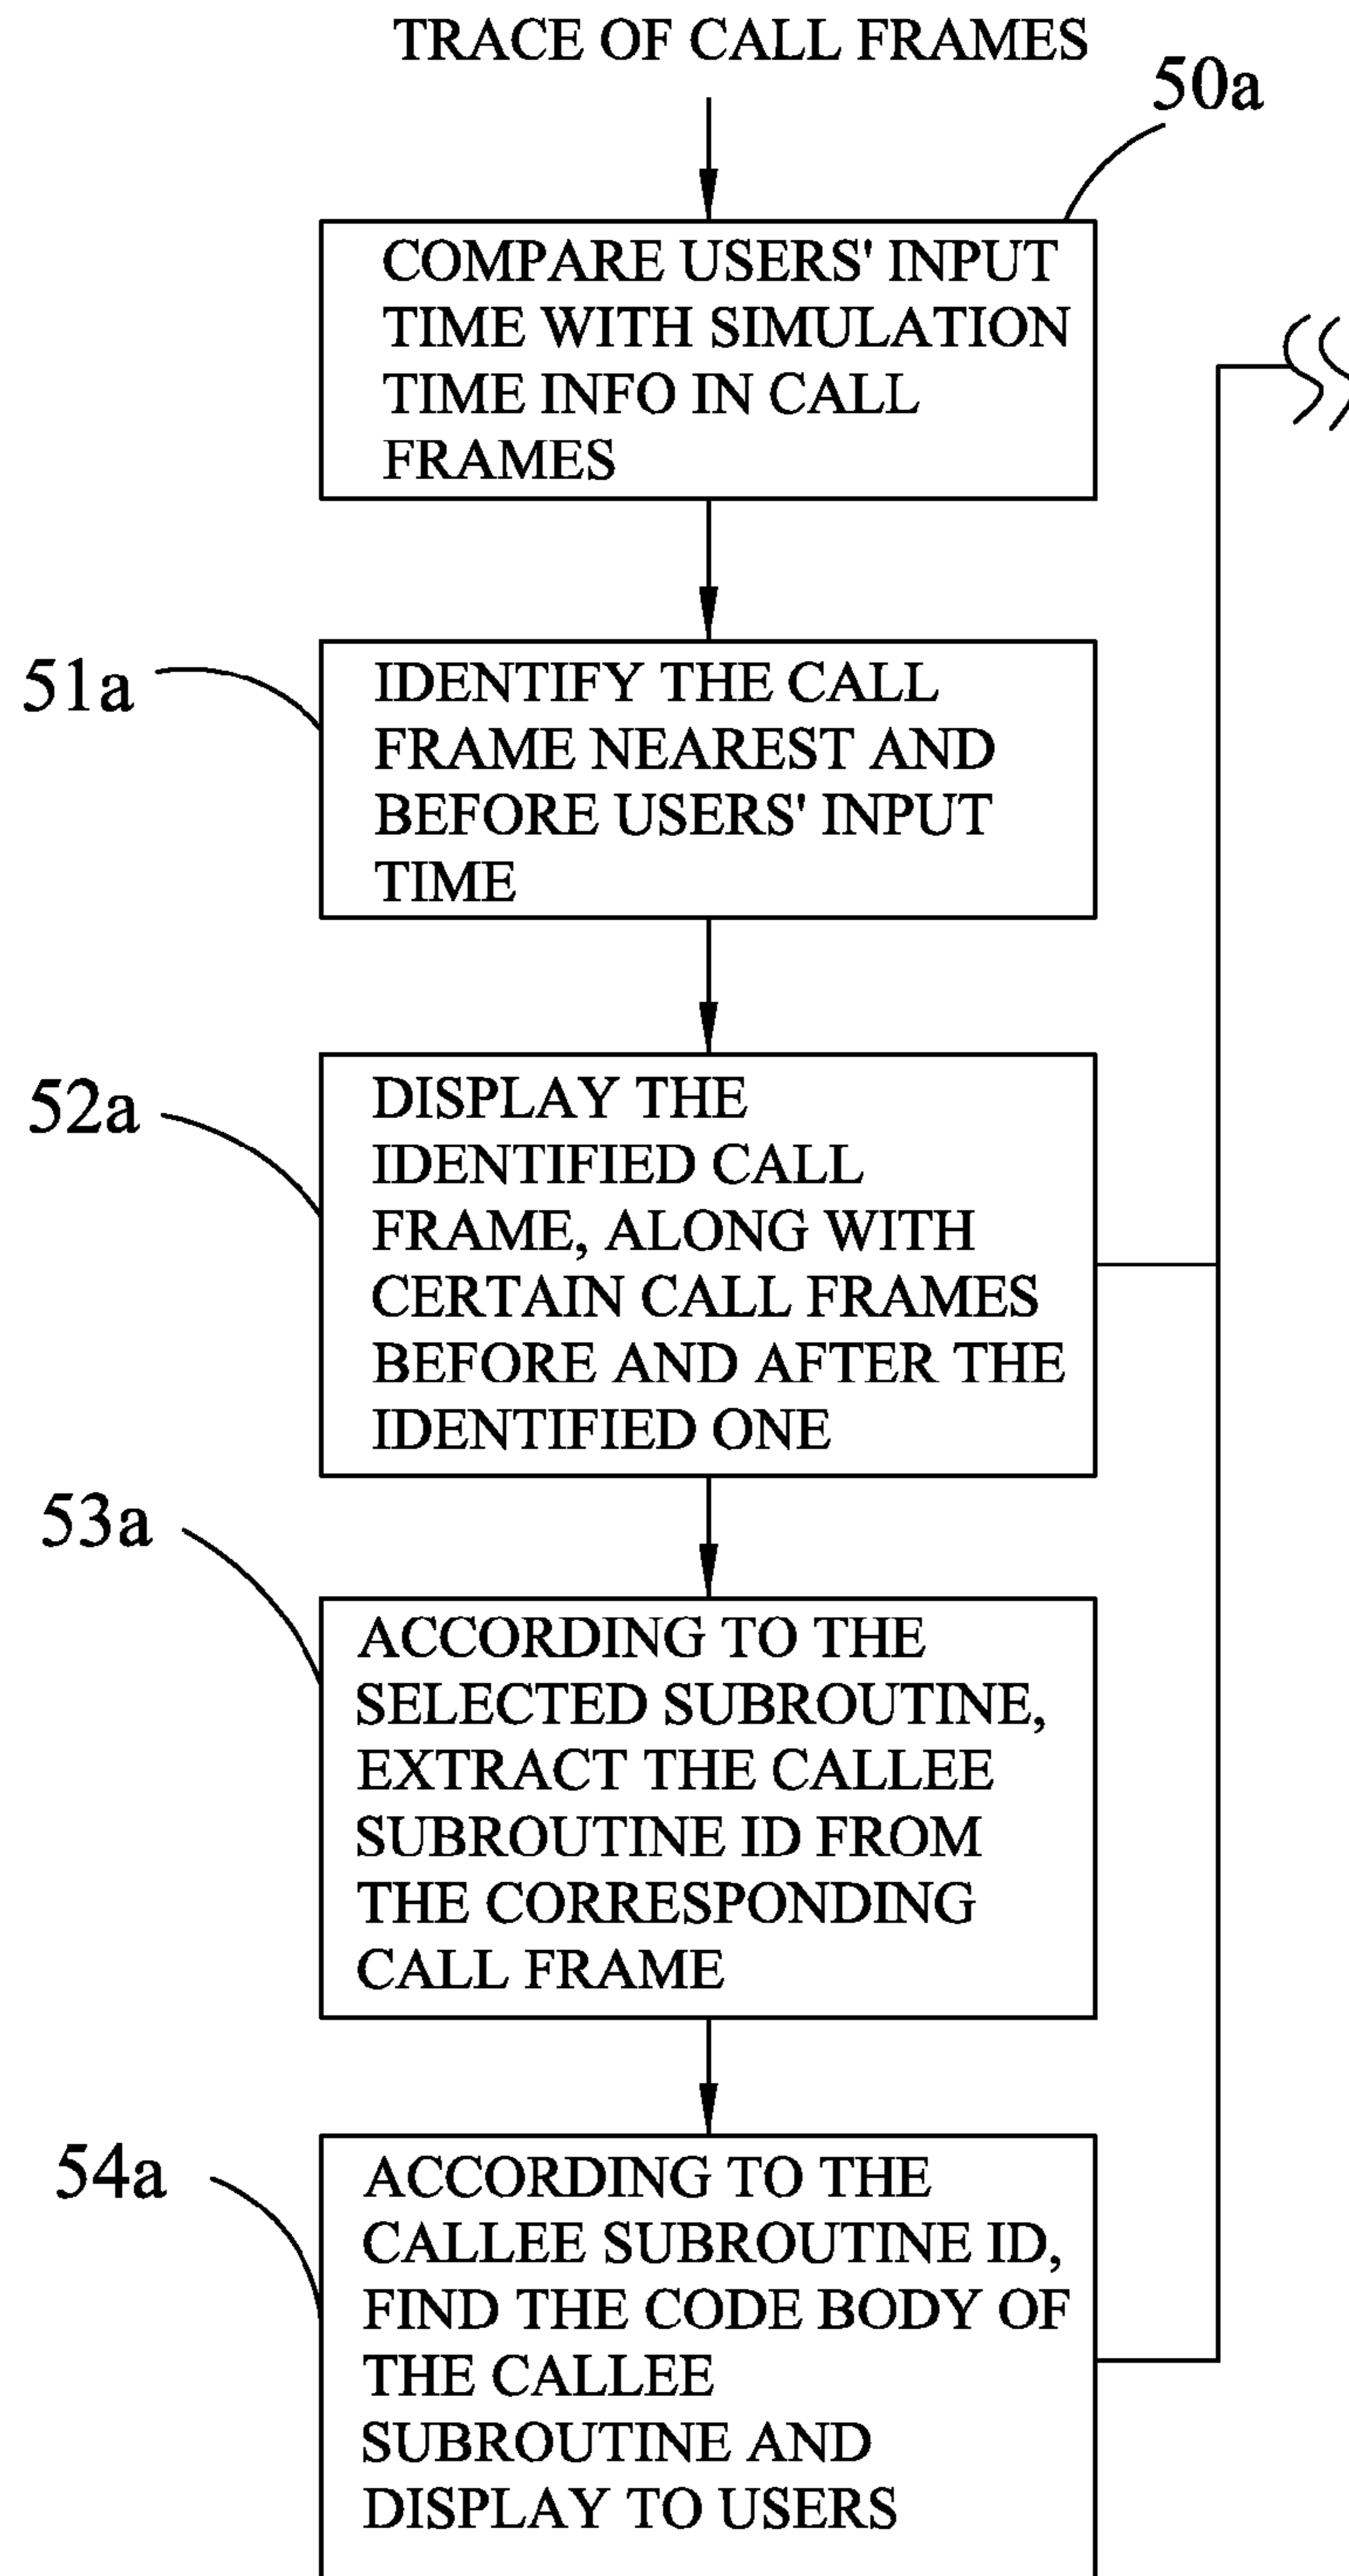 TRACE OF CALL FRAMES
50a
COMPARE USERS' INPUT
TIME WITH SIMULATION
TIME INFO IN CALL
FRAMES
51a
IDENTIFY THE CALL
FRAME NEAREST AND
BEFORE USERS' INPUT
TIME
52a
DISPLAY THE
IDENTIFIED CALL
FRAME, ALONG WITH
CERTAIN CALL FRAMES
BEFORE AND AFTER THE
IDENTIFIED ONE
53a
ACCORDING TO THE
SELECTED SUBROUTINE,
EXTRACT THE CALLEE
SUBROUTINE ID FROM
THE CORRESPONDING
CALL FRAME
54a
ACCORDING TO THE
CALLEE SUBROUTINE ID,
FIND THE CODE BODY OF
THE CALLEE
SUBROUTINE AND
DISPLAY TO USERS